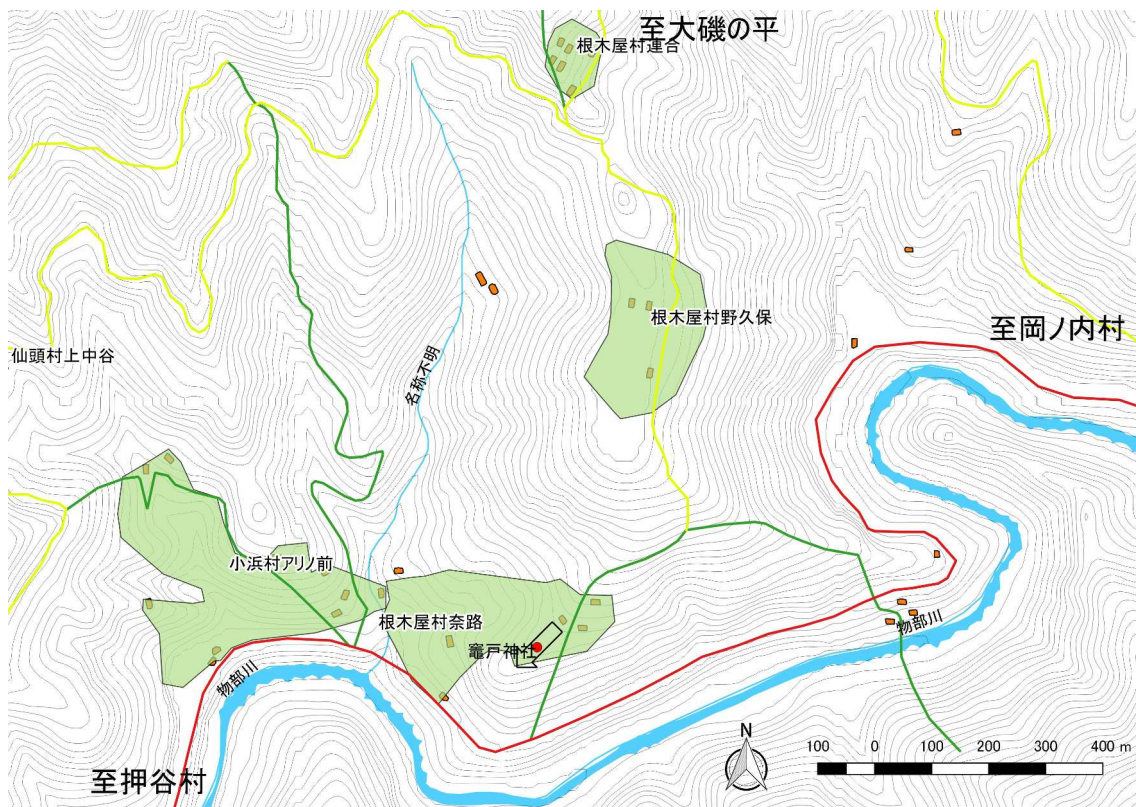 至大磯の平
根木屋村連合
根木屋村野久保
至岡ノ内村
仙頭村上中谷
名称不明
小浜村アリノ前
根木屋村奈路
竈戸神社
物部川
物部川
至押谷村
N
100 0 100 200 300 400 m